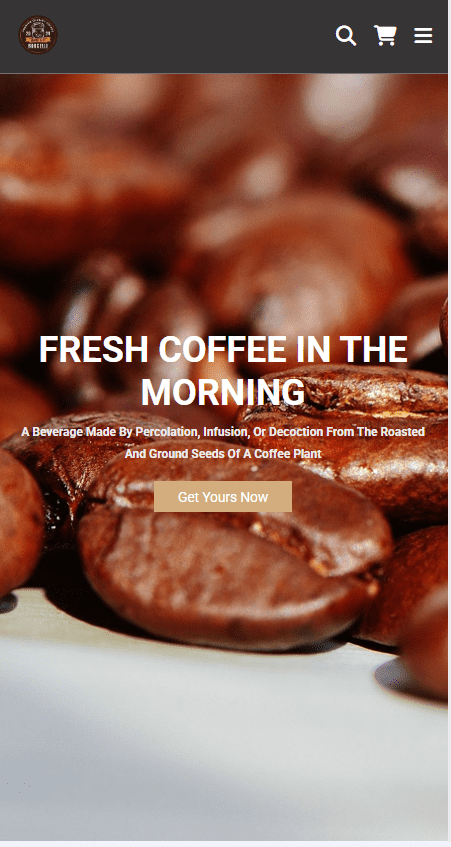 FRESH COFFEE IN THE
MORNING
A Beverage Made By Percolation, Infusion, Or Decoction From The Roasted
And Ground Seeds Of A Coffee Plant
Get Yours Now